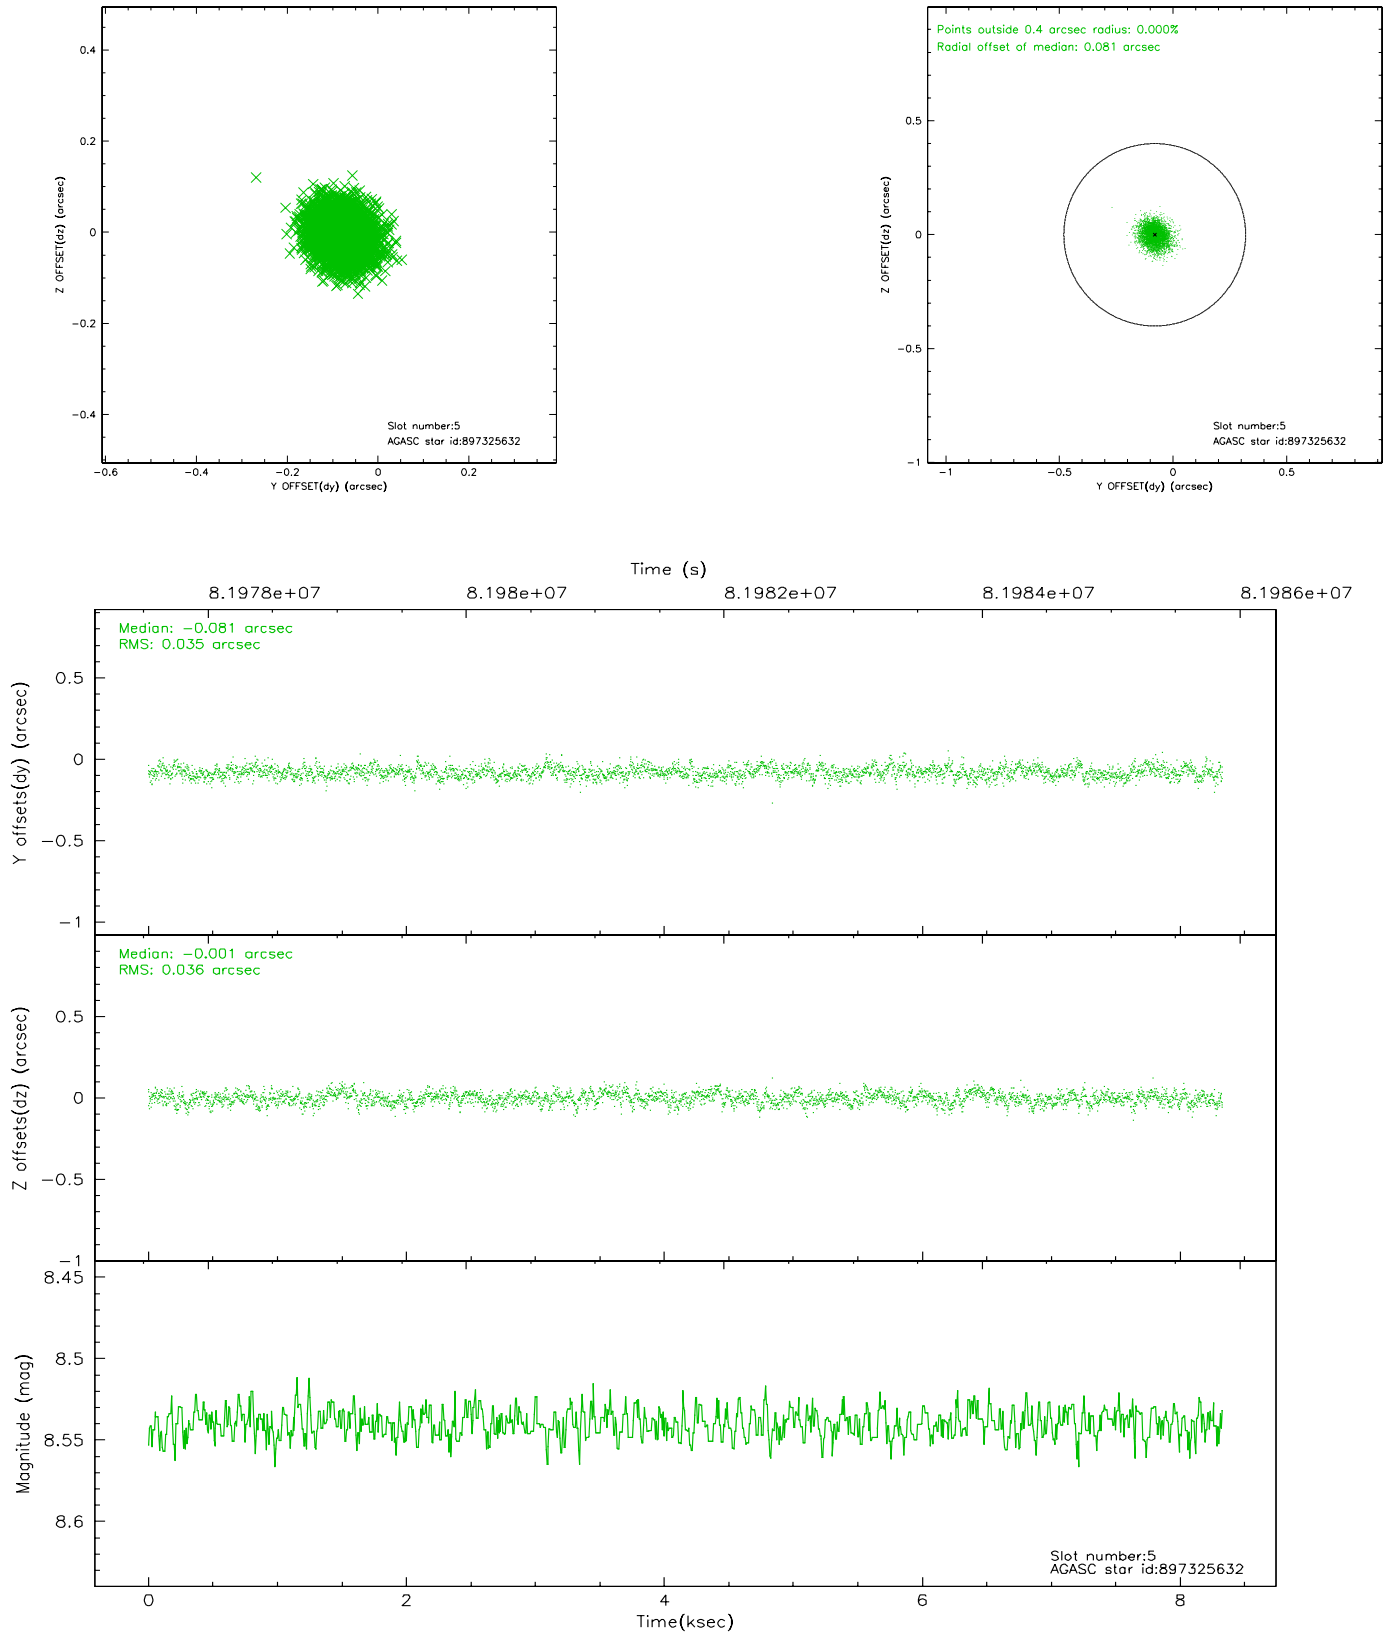 0.4
0.2
0
−0.2
−0.4
Z OFFSET(dz) (arcsec)
Slot number:5
AGASC star id:897325632
−0.6
−0.4
−0.2
0
0.2
Y OFFSET(dy) (arcsec)
Points outside 0.4 arcsec radius: 0.000%
Radial offset of median: 0.081 arcsec
0.5
0
−0.5
−1
Z OFFSET(dz) (arcsec)
Slot number:5
AGASC star id:897325632
−1
−0.5
0
0.5
Y OFFSET(dy) (arcsec)
Time (s)
8.1978e+07
8.198e+07
8.1982e+07
8.1984e+07
8.1986e+07
Median: −0.081 arcsec
RMS: 0.035 arcsec
0.5
0
−0.5
−1
Y offsets(dy) (arcsec)
Median: −0.001 arcsec
RMS: 0.036 arcsec
0.5
0
−0.5
−1
Z offsets(dz) (arcsec)
8.45
8.5
8.55
8.6
Magnitude (mag)
Slot number:5
AGASC star id:897325632
0
2
4
6
8
Time(ksec)